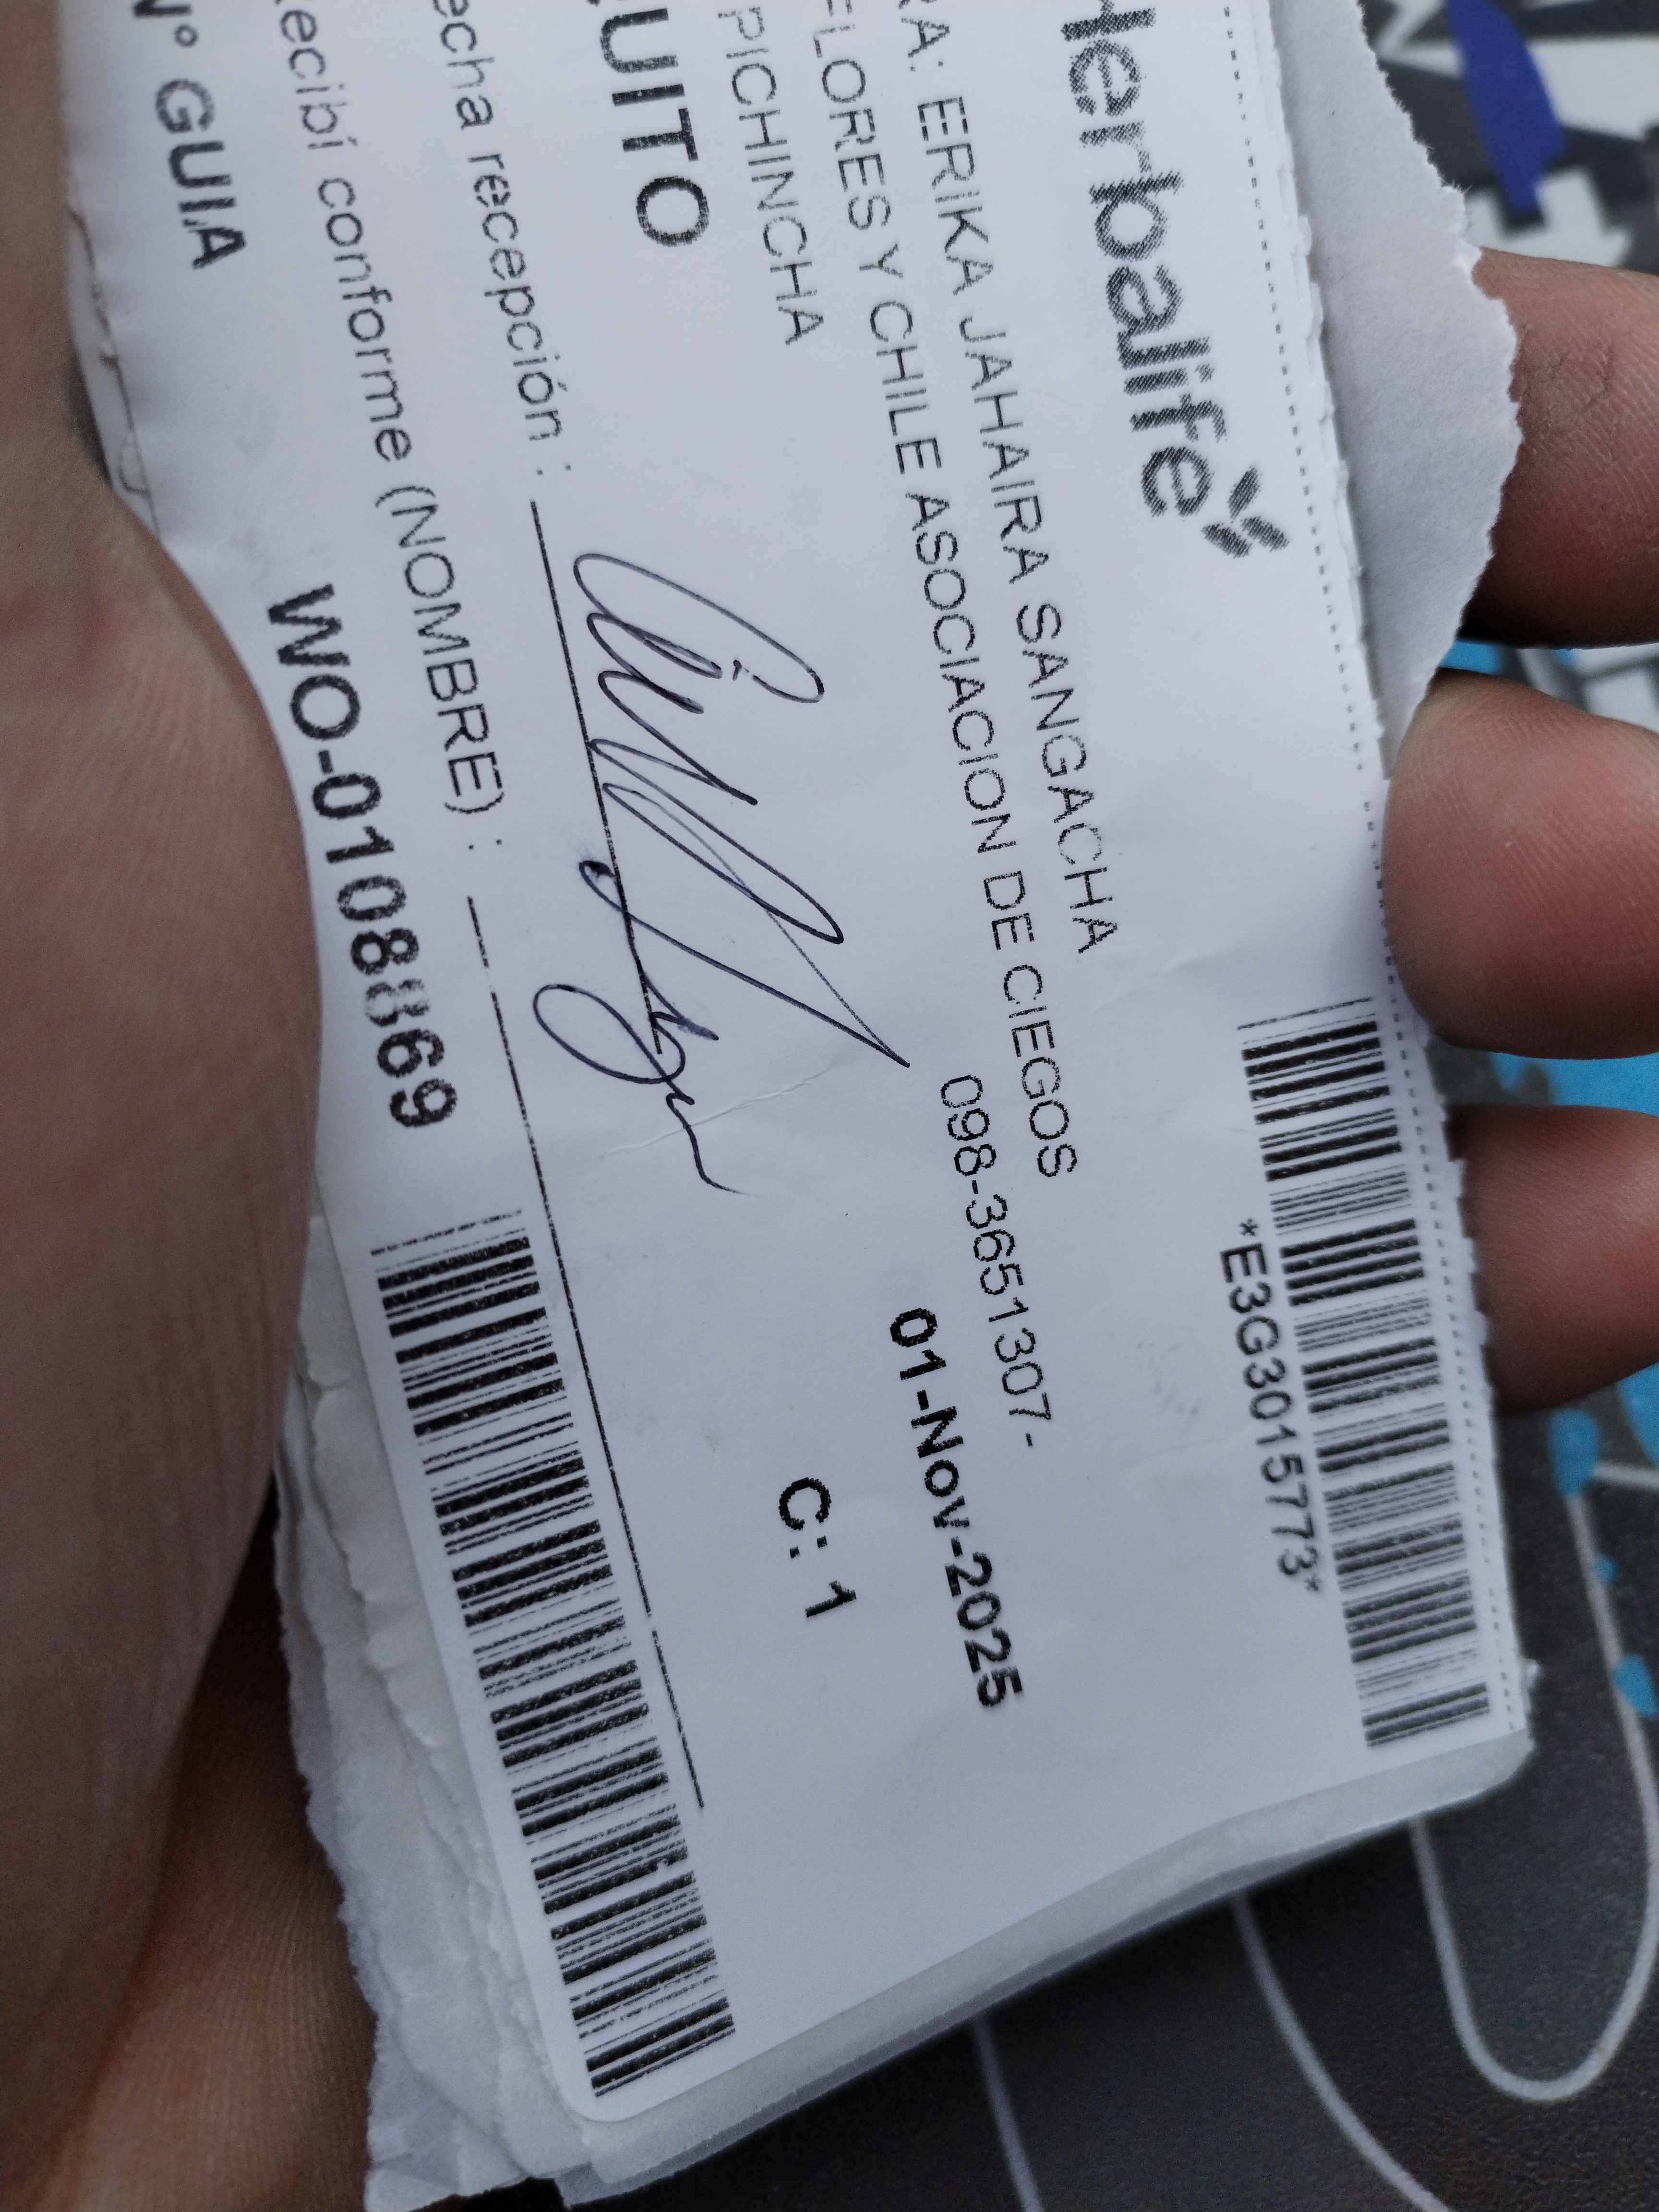 Herbalife
*E3G3015773*
RA: ERIKA JAHAIRA SANGACHA
FLORES Y CHILE ASOCIACION DE CIEGOS
PICHINCHA
098-3651307-
01-Nov-2025
UITO
C: 1
echa recepción :
ecibí conforme (NOMBRE) :
N° GUIA
WO-0108869